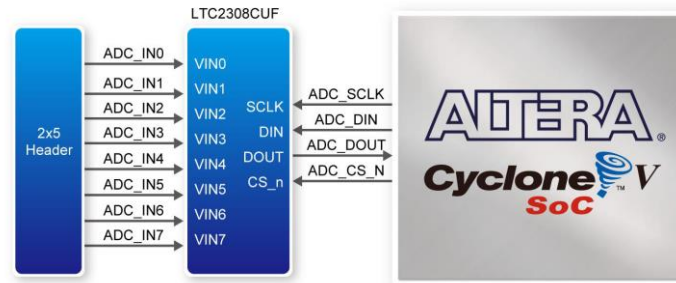 LTC2308CUF
2x5
Header
ADC_IN0
ADC_IN1
ADC_IN2
ADC_IN3
ADC_IN4
ADC_IN5
ADC_IN6
ADC_IN7
VIN0
VIN1
VIN2
VIN3
VIN4
VIN5
VIN6
VIN7
SCLK
DIN
DOUT
CS_n
ADC_SCLK
ADC_DIN
ADC_DOUT
ADC_CS_N
ALTERA®
Cyclone™ V
SoC